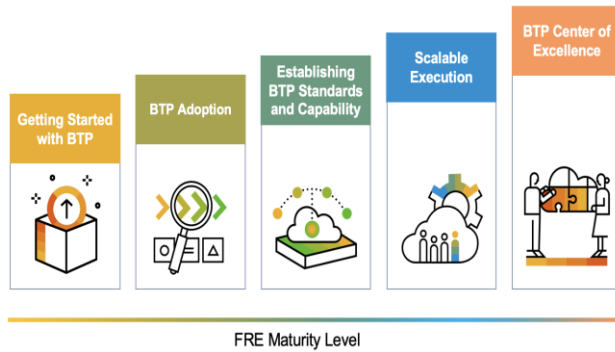 Getting Started
with BTP
BTP Adoption
Establishing
BTP Standards
and Capability
Scalable
Execution
BTP Center of
Excellence
FRE Maturity Level